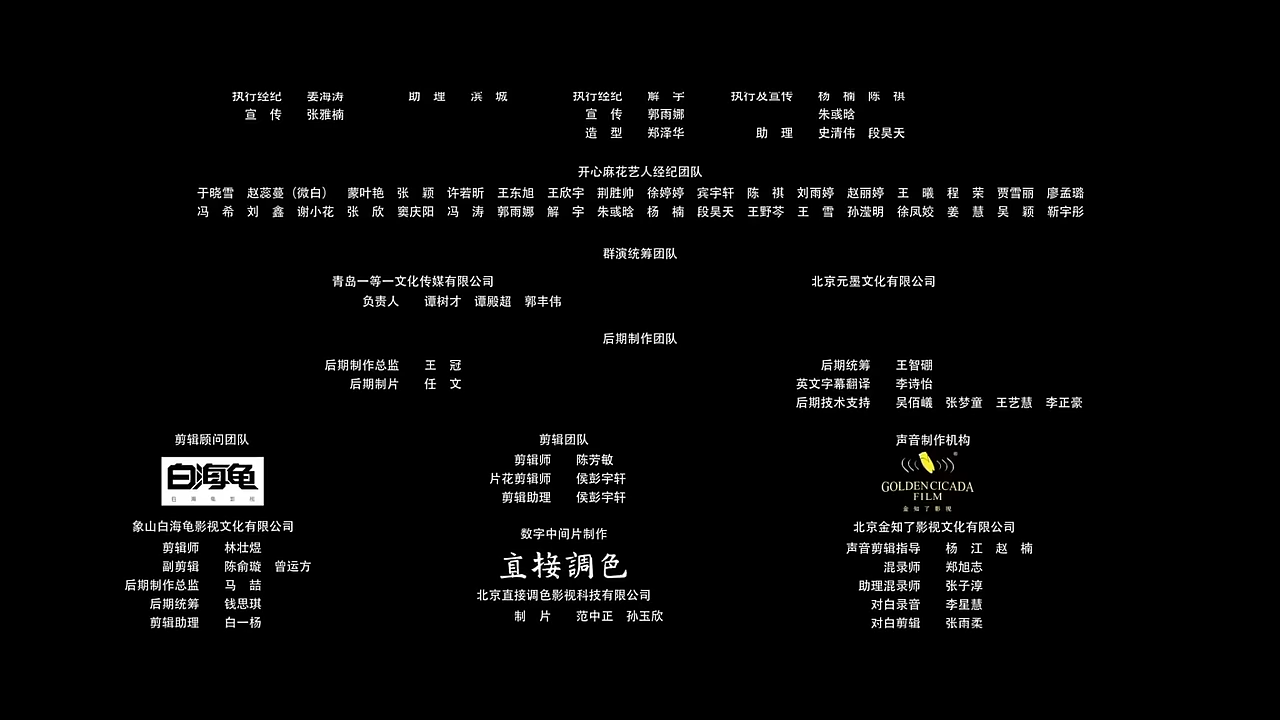 执行经纪 姜海涛 助 理 滨 城 执行经纪 解 宇 执行及宣传 杨 楠 陈 祺
宣 传 张雅楠 宣 传 郭雨娜 朱彧晗
造 型 郑泽华 助 理 史清伟 段昊天
开心麻花艺人经纪团队
于晓雪 赵蕊蔓（微白） 蒙叶艳 张 颖 许若昕 王东旭 王欣宇 荆胜帅 徐婷婷 宾宇轩 陈 祺 刘雨婷 赵丽婷 王 曦 程 荣 贾雪丽 廖孟璐
冯 希 刘 鑫 谢小花 张 欣 窦庆阳 冯 涛 郭雨娜 解 宇 朱彧晗 杨 楠 段昊天 王野芩 王 雪 孙滢明 徐凤姣 姜 慧 吴 颖 靳宇彤
群演统筹团队
青岛一等一文化传媒有限公司 北京元墨文化有限公司
负责人 谭树才 谭殿超 郭丰伟
后期制作团队
后期制作总监 王 冠 后期统筹 王智硼
后期制片 任 文 英文字幕翻译 李诗怡
后期技术支持 吴佰嶬 张梦童 王艺慧 李正豪
剪辑顾问团队
白海龟
白海龟影视
象山白海龟影视文化有限公司
剪辑师 林壮煜
副剪辑 陈俞璇 曾运方
后期制作总监 马 喆
后期统筹 钱思琪
剪辑助理 白一杨
剪辑团队
剪辑师 陈芳敏
片花剪辑师 侯彭宇轩
剪辑助理 侯彭宇轩
数字中间片制作
直接調色
北京直接调色影视科技有限公司
制 片 范中正 孙玉欣
声音制作机构
GOLDEN CICADA
FILM
金知了影视
北京金知了影视文化有限公司
声音剪辑指导 杨 江 赵 楠
混录师 郑旭志
助理混录师 张子淳
对白录音 李星慧
对白剪辑 张雨柔